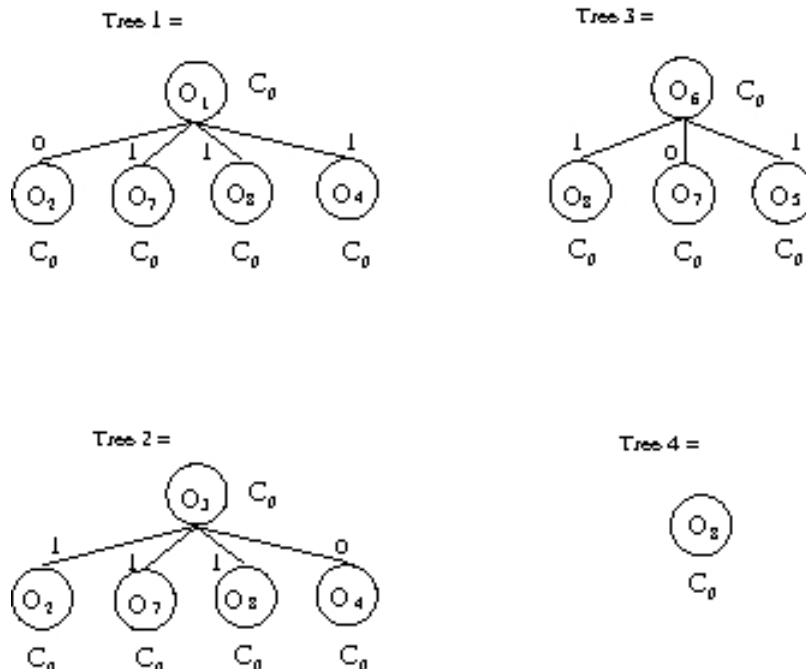 Tree 1 =
O1 C0
0 1 1 1
O2 O7 O8 O4
C0 C0 C0 C0
Tree 3 =
O6 C0
1 0 1
O8 O7 O5
C0 C0 C0
Tree 2 =
O3 C0
1 1 1 0
O2 O7 O8 O4
C0 C0 C0 C0
Tree 4 =
O8
C0